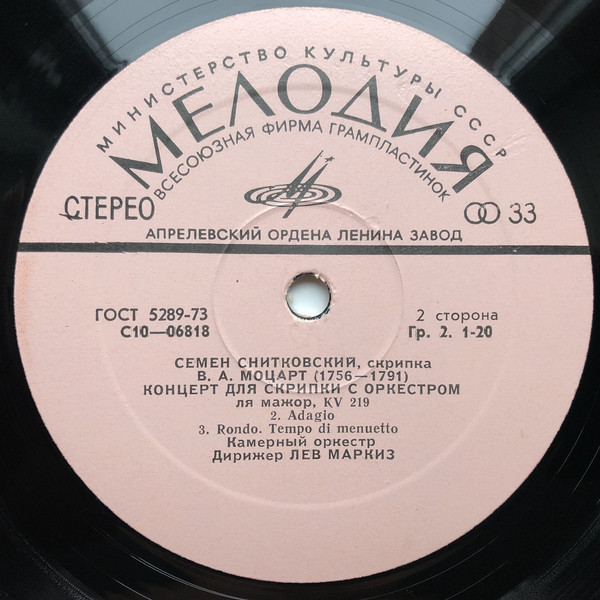 МИНИСТЕРСТВО КУЛЬТУРЫ СССР
МЕЛОДИЯ
ВСЕСОЮЗНАЯ ФИРМА ГРАМПЛАСТИНОК
СТЕРЕО
33
АПРЕЛЕВСКИЙ ОРДЕНА ЛЕНИНА ЗАВОД
ГОСТ 5289-73
2 сторона
С10—06818
Гр. 2. 1-20
СЕМЕН СНИТКОВСКИЙ, скрипка
В. А. МОЦАРТ (1756—1791)
КОНЦЕРТ ДЛЯ СКРИПКИ С ОРКЕСТРОМ
ля мажор, KV 219
2. Adagio
3. Rondo. Tempo di menuetto
Камерный оркестр
Дирижер ЛЕВ МАРКИЗ